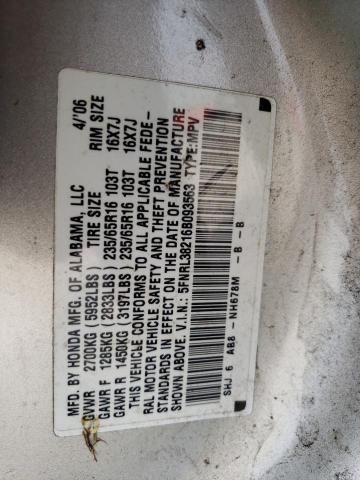 MFD. BY HONDA MFG. OF ALABAMA, LLC 4/'06
GVWR 2700KG (5952LBS) TIRE SIZE RIM SIZE
GAWR F 1285KG (2833LBS) 235/65R16 103T 16X7J
GAWR R 1450KG (3197LBS) 235/65R16 103T 16X7J
THIS VEHICLE CONFORMS TO ALL APPLICABLE FEDE-
RAL MOTOR VEHICLE SAFETY AND THEFT PREVENTION
STANDARDS IN EFFECT ON THE DATE OF MANUFACTURE
SHOWN ABOVE. V.I.N.: 5FNRL38216B093563 TYPE:MPV
SHJ 6 AB8 - NH678M - B - B